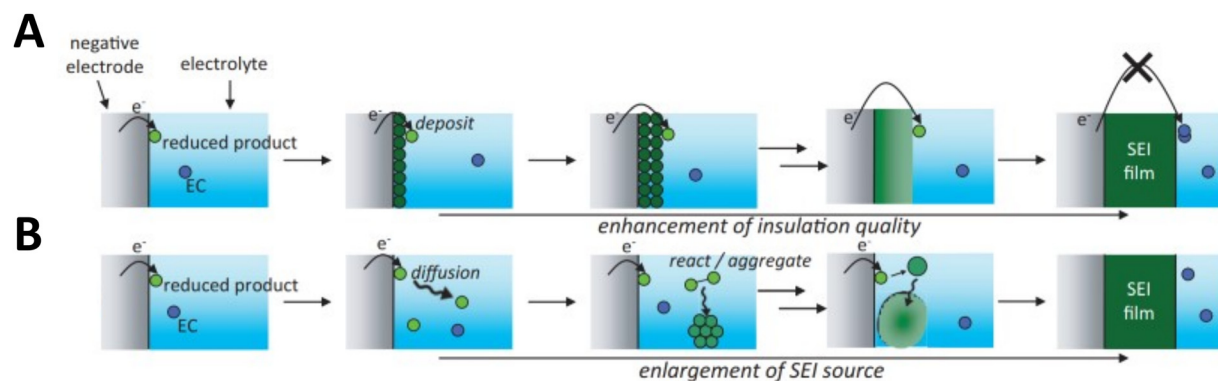 A
negative
electrode
electrolyte
e-
reduced product
EC
e-
deposit
e-
e-
e-
SEI
film
enhancement of insulation quality
B
e-
reduced product
EC
e-
diffusion
e-
react / aggregate
e-
SEI
film
enlargement of SEI source